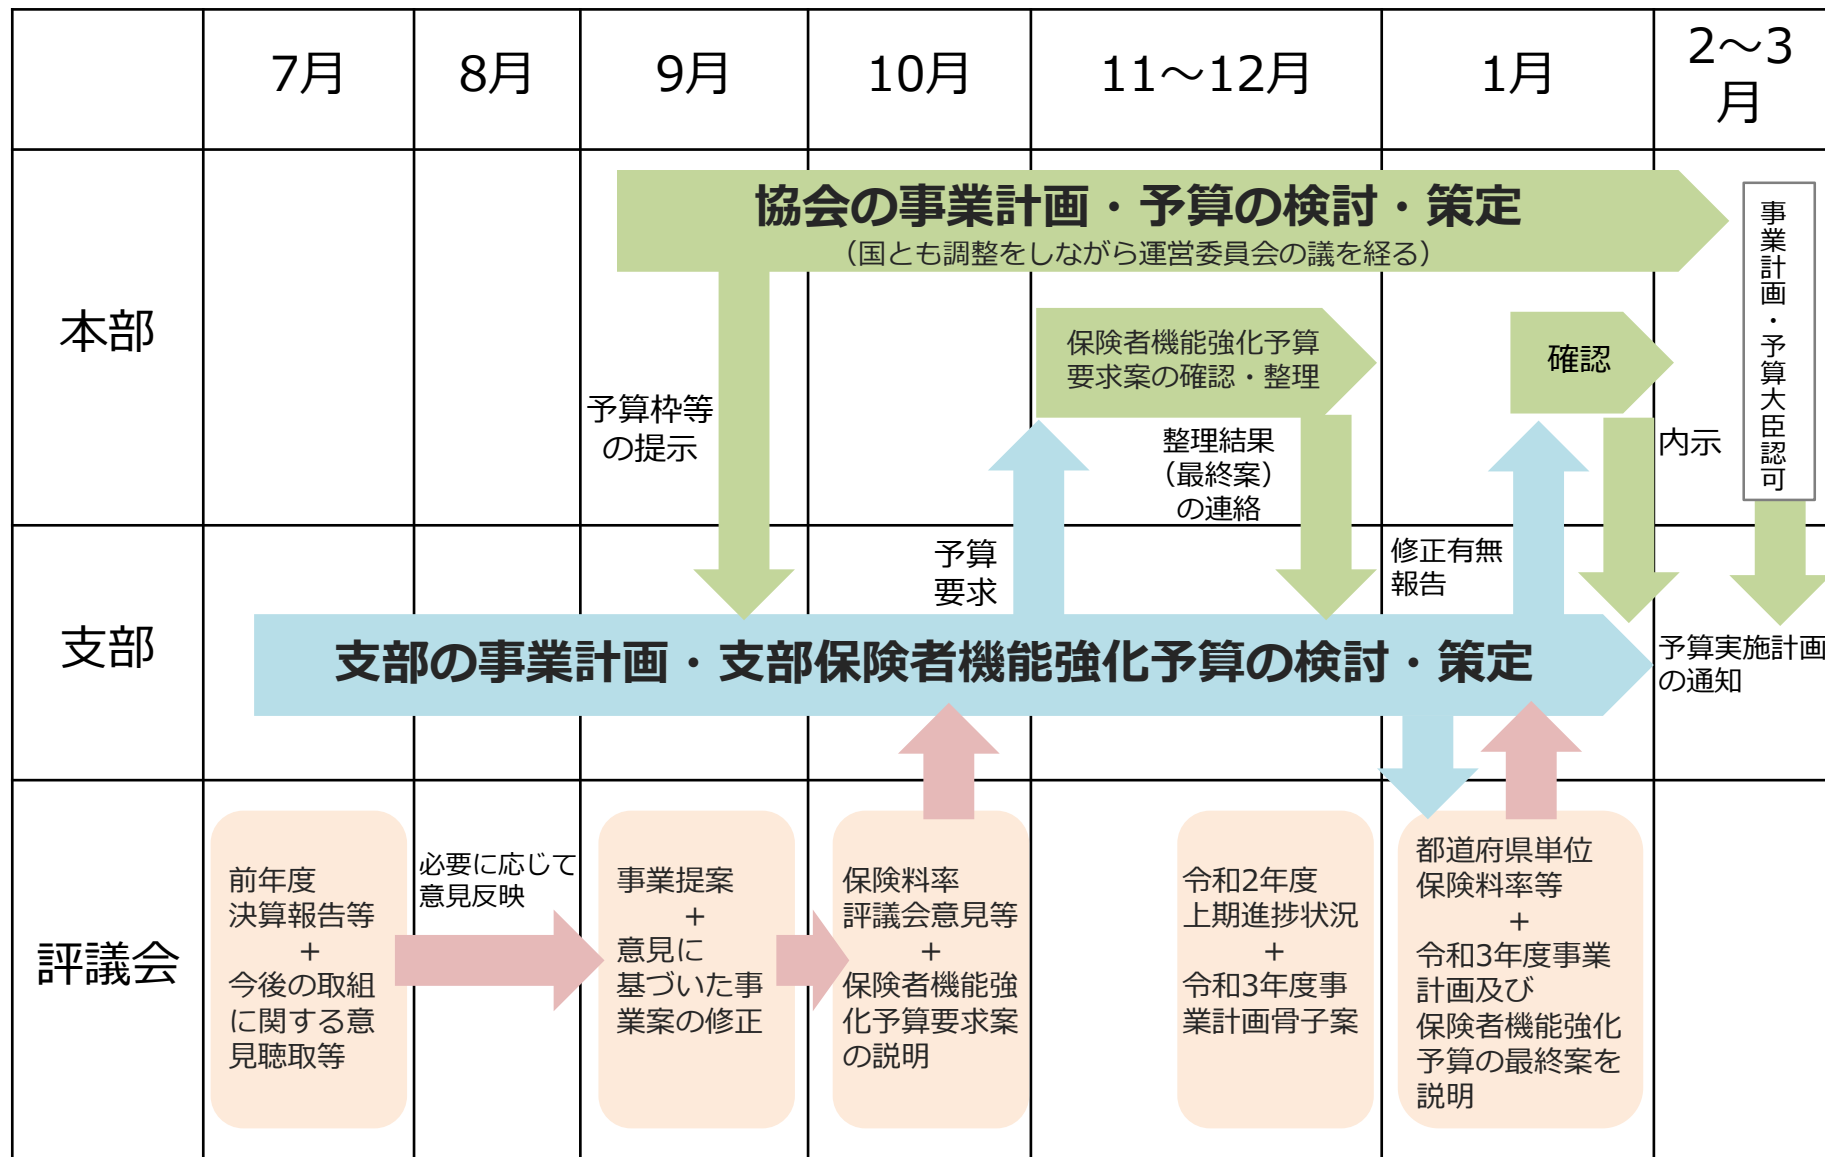 7月
8月
9月
10月
11～12月
1月
2～3
月
本部
協会の事業計画・予算の検討・策定
（国とも調整をしながら運営委員会の議を経る）
予算枠等
の提示
保険者機能強化予算
要求案の確認・整理
整理結果
（最終案）
の連絡
確認
内示
事業計画・予算大臣認可
支部
予算
要求
修正有無
報告
支部の事業計画・支部保険者機能強化予算の検討・策定
予算実施計画
の通知
評議会
前年度
決算報告等
+
今後の取組
に関する意
見聴取等
必要に応じて
意見反映
事業提案
+
意見に
基づいた事
業案の修正
保険料率
評議会意見等
+
保険者機能強
化予算要求案
の説明
令和2年度
上期進捗状況
+
令和3年度事
業計画骨子案
都道府県単位
保険料率等
+
令和3年度事業
計画及び
保険者機能強化
予算の最終案を
説明